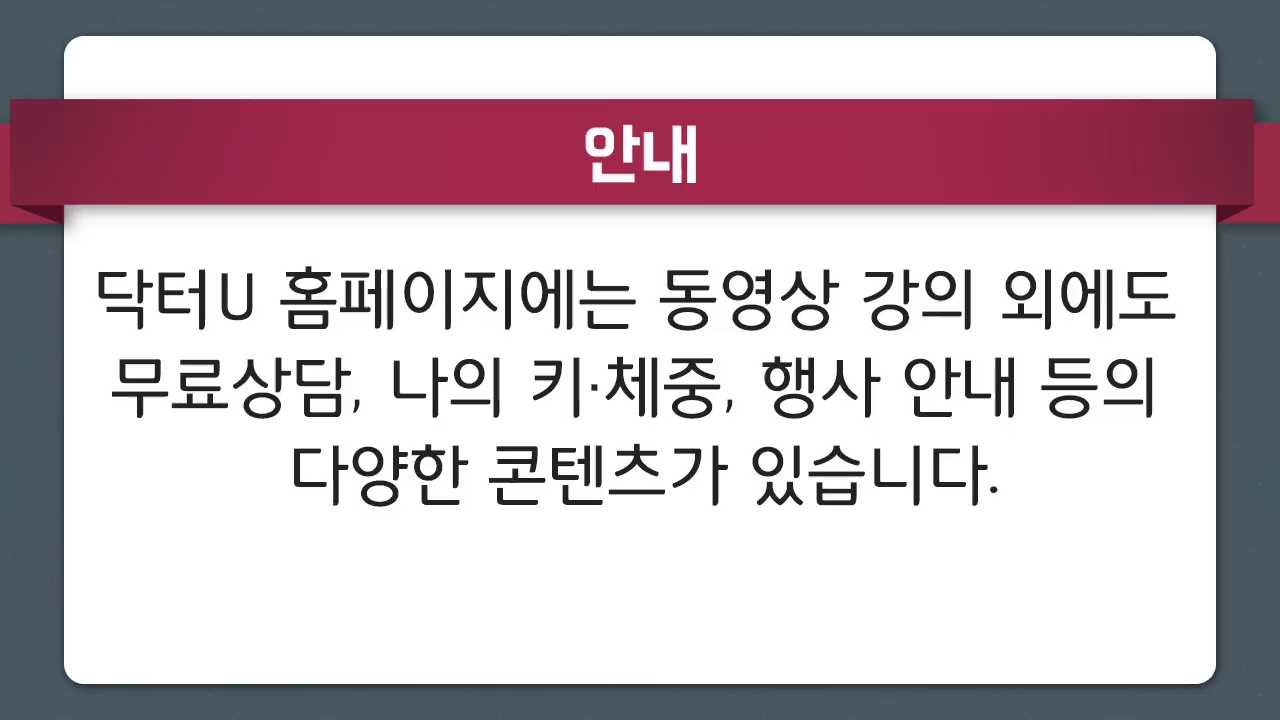 안내
닥터U 홈페이지에는 동영상 강의 외에도
무료상담, 나의 키·체중, 행사 안내 등의
다양한 콘텐츠가 있습니다.